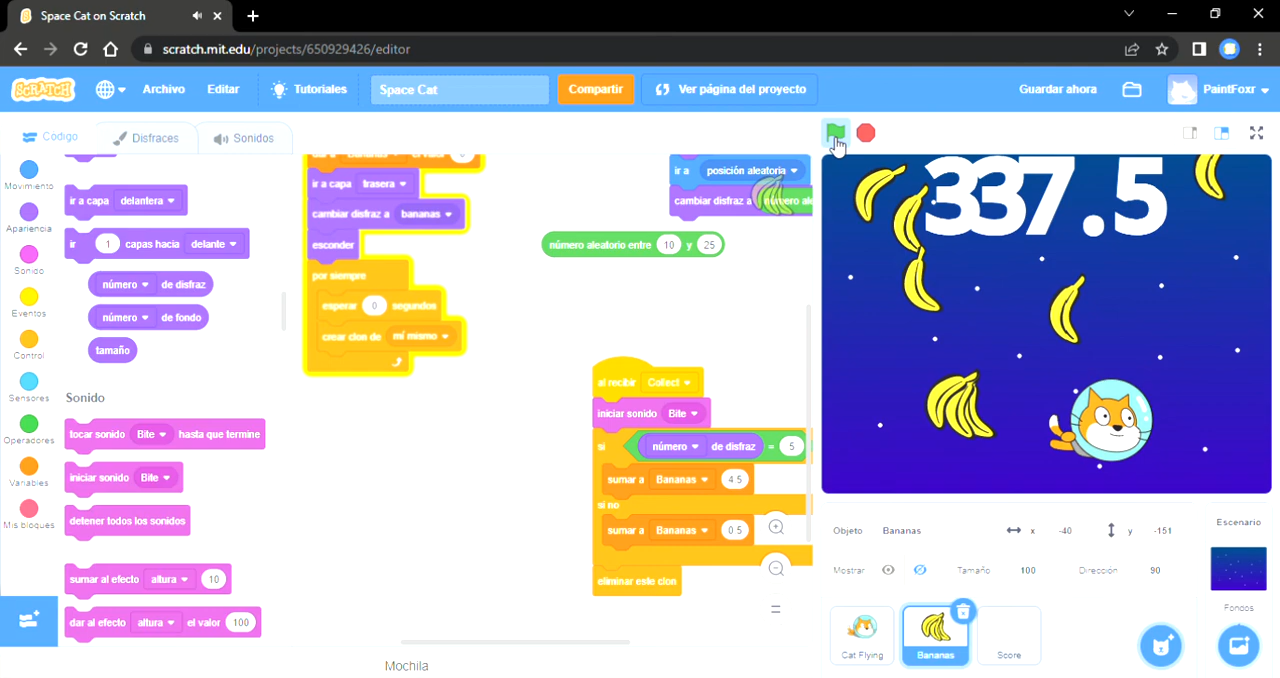 Space Cat on Scratch
scratch.mit.edu/projects/650929426/editor
SCRATCH Archivo Editar Tutoriales Space Cat Compartir Ver página del proyecto Guardar ahora PaintFoxr
Código Disfraces Sonidos
Movimiento
Apariencia
Sonido
Eventos
Control
Sensores
Operadores
Variables
Mis bloques
ir a capa delantera
ir 1 capas hacia delante
número de disfraz
número de fondo
tamaño
Sonido
tocar sonido Bite hasta que termine
iniciar sonido Bite
detener todos los sonidos
sumar al efecto altura 10
dar al efecto altura el valor 100
ir a capa trasera
cambiar disfraz a bananas
esconder
por siempre
esperar 0 segundos
crear clon de mí mismo
ir a posición aleatoria
cambiar disfraz a
número aleatorio entre 10 y 25
al recibir Collect
iniciar sonido Bite
si número de disfraz = 5
sumar a Bananas 4.5
si no
sumar a Bananas 0.5
eliminar este clon
Mochila
337.5
Objeto Bananas x -40 y -151
Mostrar Tamaño 100 Dirección 90
Cat Flying
Bananas
Score
Escenario
Fondos